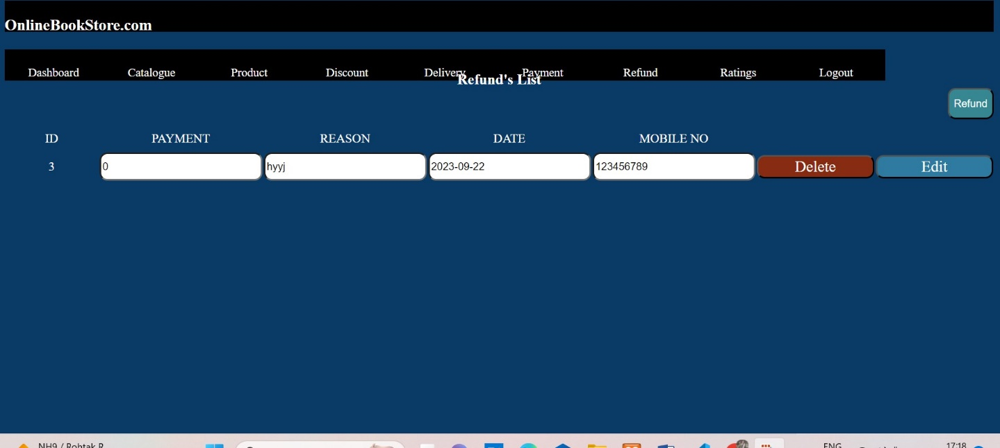 OnlineBookStore.com
Dashboard Catalogue Product Discount Delivery Payment Refund Ratings Logout
Refund's List
Refund
ID PAYMENT REASON DATE MOBILE NO
3 0 hyyj 2023-09-22 123456789 Delete Edit
NH9 / Rohtak R ENG 17:18